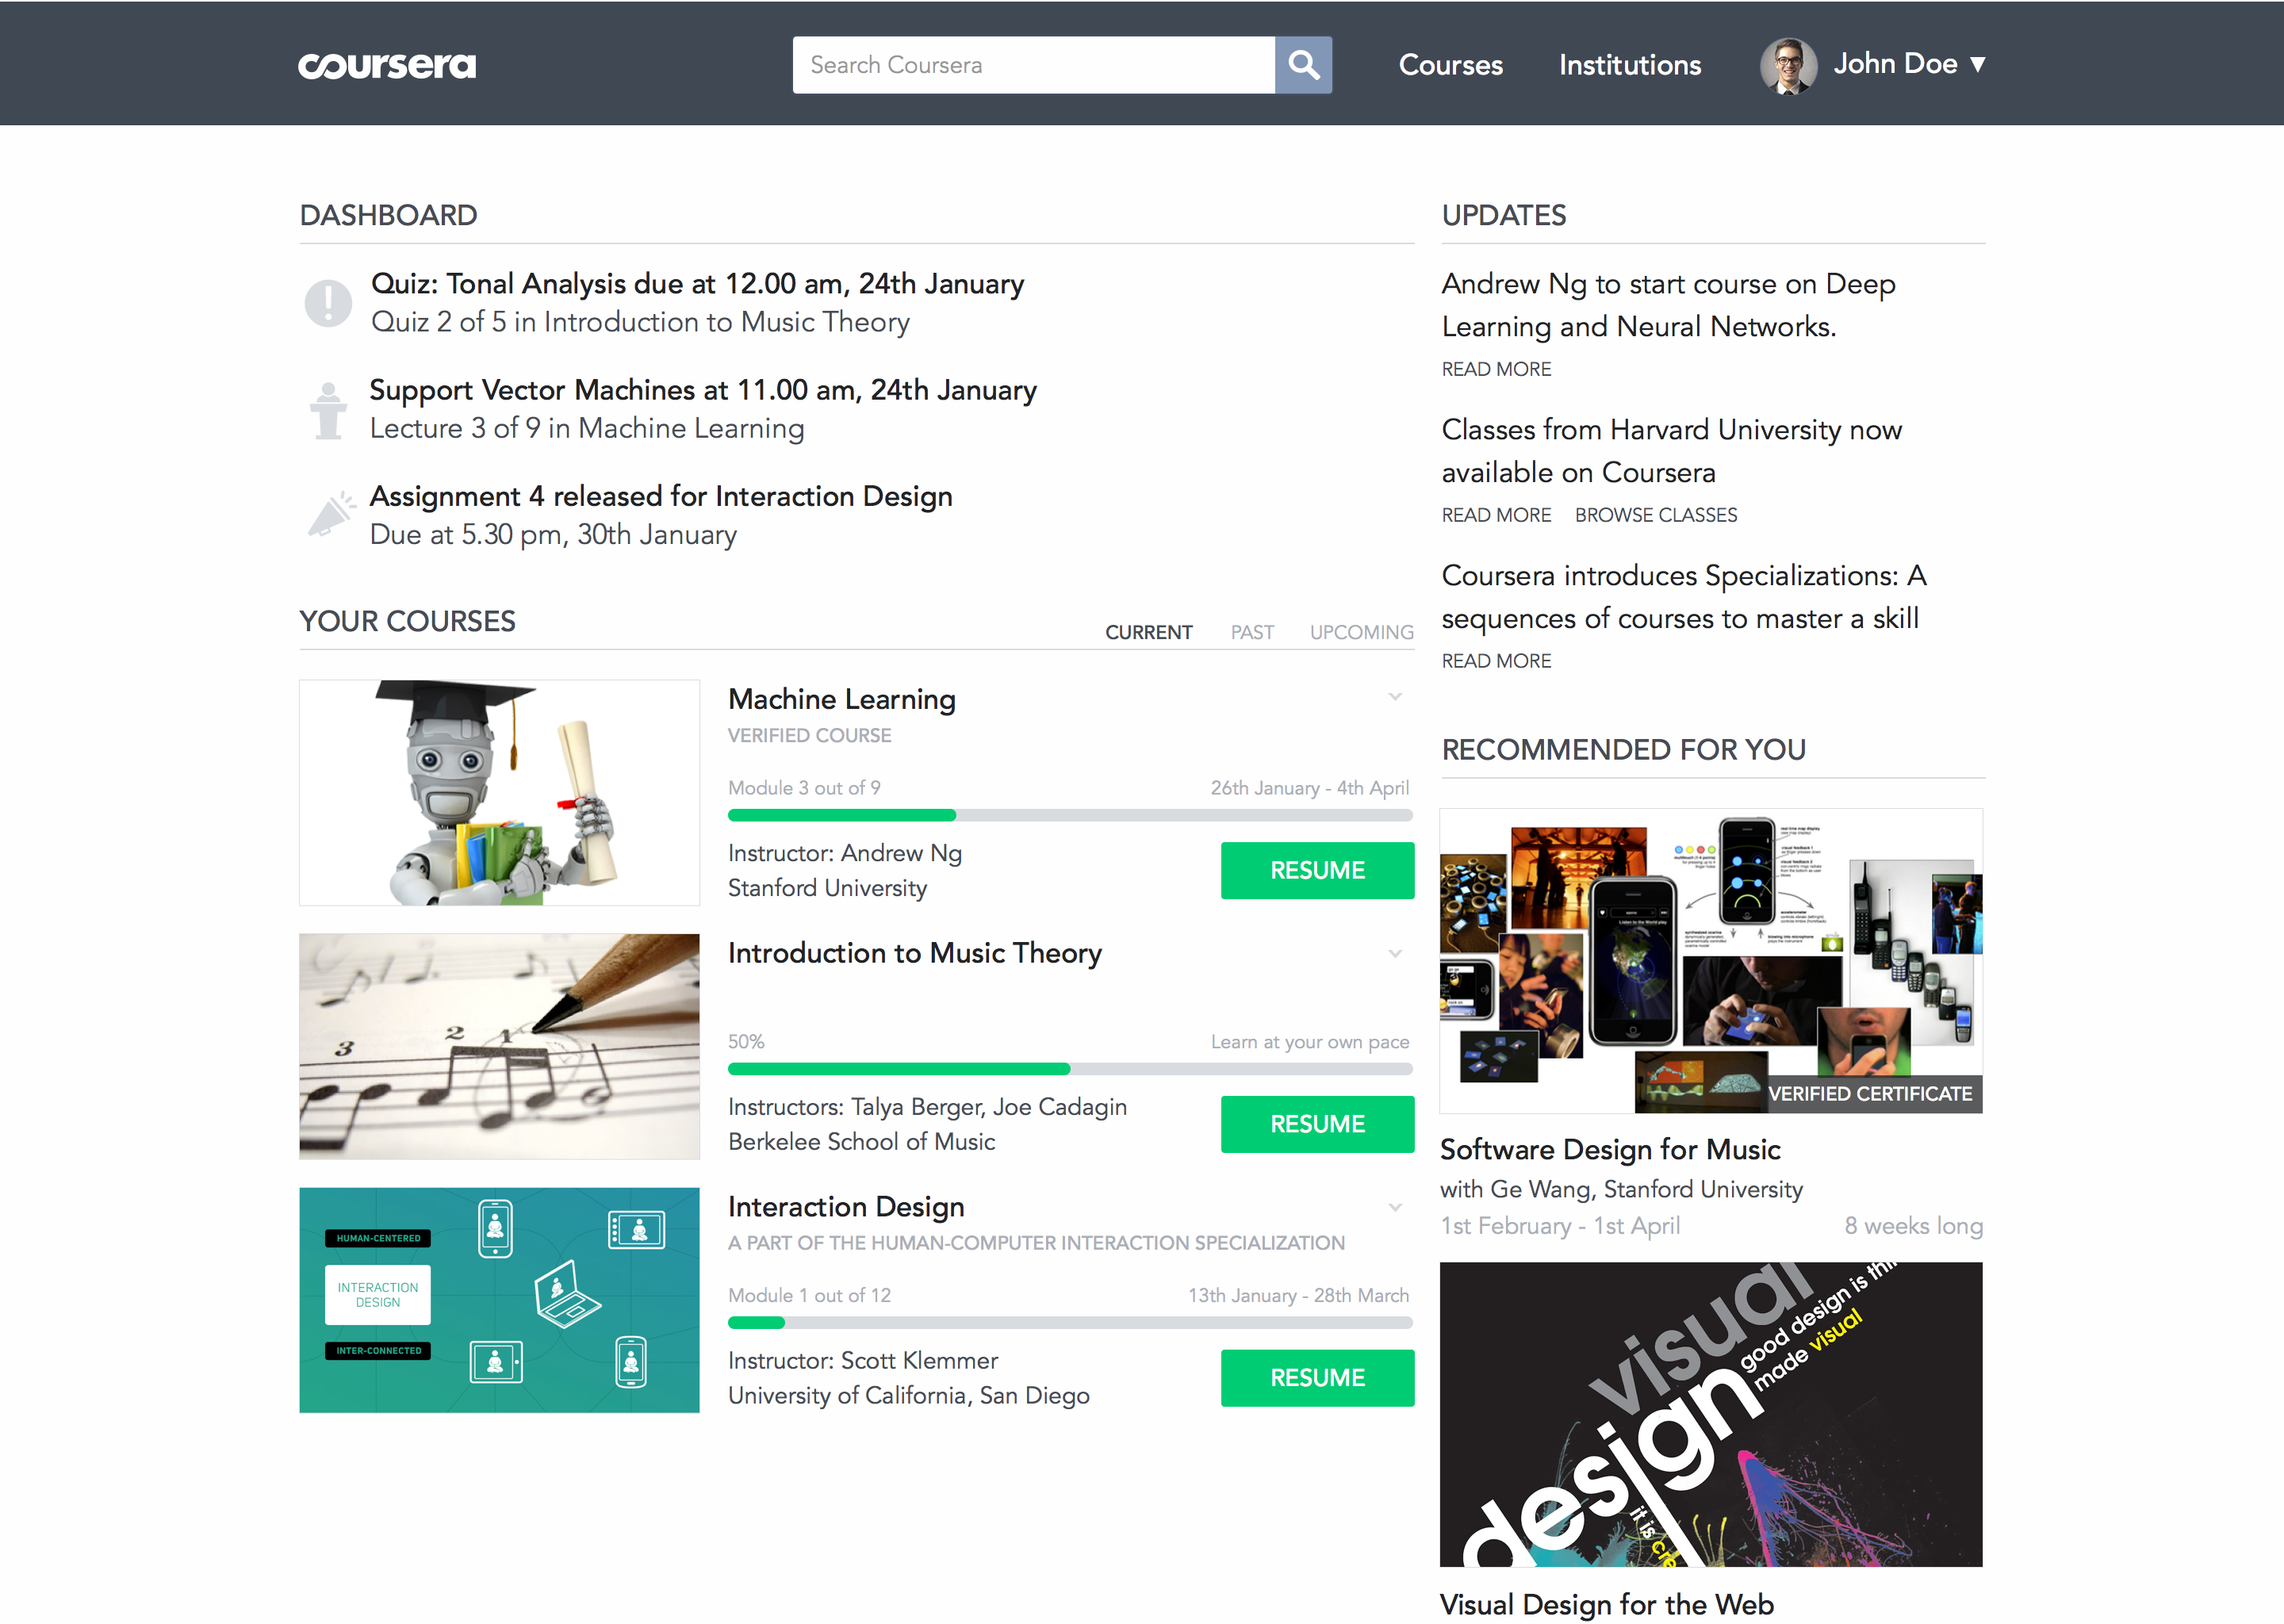 coursera
Search Coursera
Courses
Institutions
John Doe ▼
DASHBOARD
Quiz: Tonal Analysis due at 12.00 am, 24th January
Quiz 2 of 5 in Introduction to Music Theory
Support Vector Machines at 11.00 am, 24th January
Lecture 3 of 9 in Machine Learning
Assignment 4 released for Interaction Design
Due at 5.30 pm, 30th January
YOUR COURSES
CURRENT
PAST
UPCOMING
Machine Learning
VERIFIED COURSE
Module 3 out of 9
26th January - 4th April
Instructor: Andrew Ng
Stanford University
RESUME
3
2
1
Introduction to Music Theory
50%
Learn at your own pace
Instructors: Talya Berger, Joe Cadagin
Berkelee School of Music
RESUME
HUMAN-CENTERED
INTERACTION
DESIGN
INTER-CONNECTED
Interaction Design
A PART OF THE HUMAN-COMPUTER INTERACTION SPECIALIZATION
Module 1 out of 12
13th January - 28th March
Instructor: Scott Klemmer
University of California, San Diego
RESUME
UPDATES
Andrew Ng to start course on Deep
Learning and Neural Networks.
READ MORE
Classes from Harvard University now
available on Coursera
READ MORE
BROWSE CLASSES
Coursera introduces Specializations: A
sequences of courses to master a skill
READ MORE
RECOMMENDED FOR YOU
VERIFIED CERTIFICATE
Software Design for Music
with Ge Wang, Stanford University
1st February - 1st April
8 weeks long
visual
design
good design is
made visual
it is
Visual Design for the Web